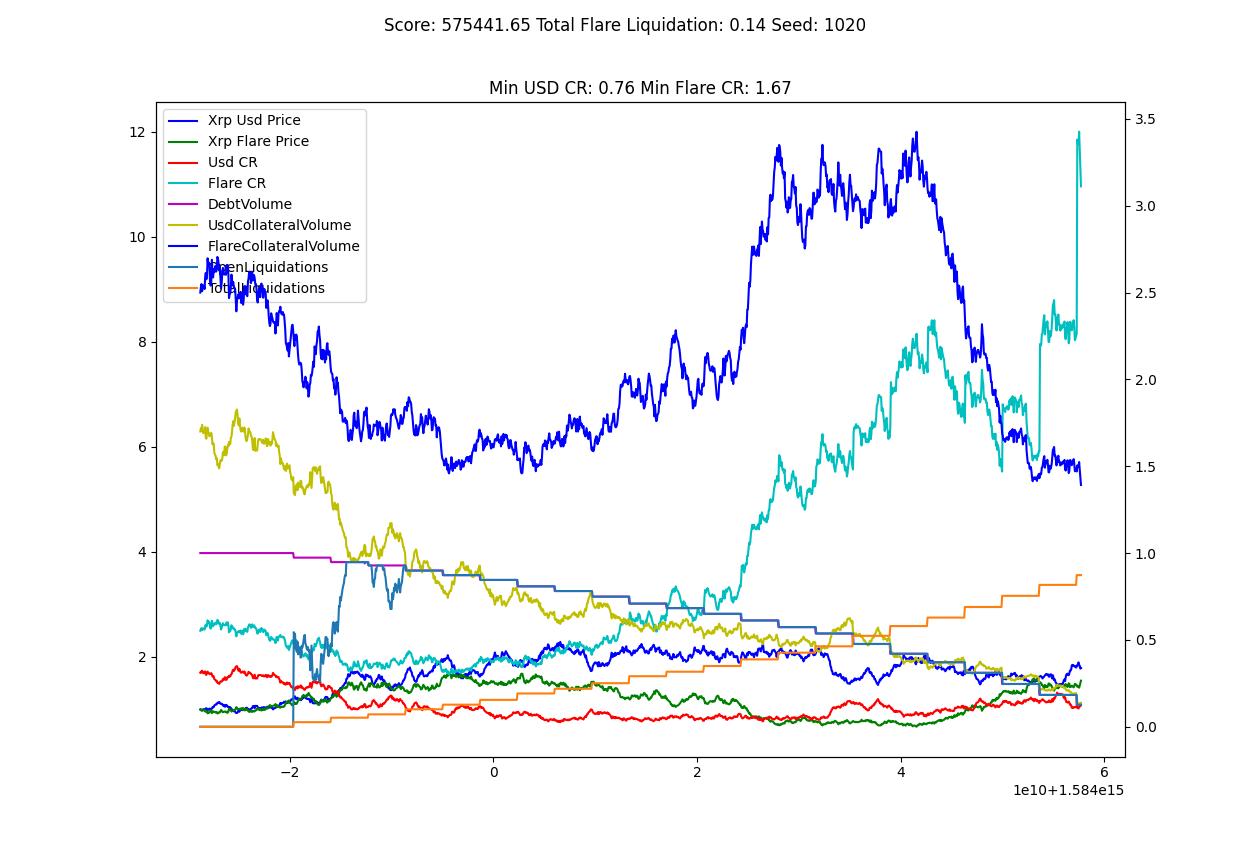 Score: 575441.65 Total Flare Liquidation: 0.14 Seed: 1020
Min USD CR: 0.76 Min Flare CR: 1.67
Xrp Usd Price
Xrp Flare Price
Usd CR
Flare CR
DebtVolume
UsdCollateralVolume
FlareCollateralVolume
OpenLiquidations
TotalLiquidations
12
10
8
6
4
2
3.5
3.0
2.5
2.0
1.5
1.0
0.5
0.0
−2 0 2 4 6
1e10+1.584e15